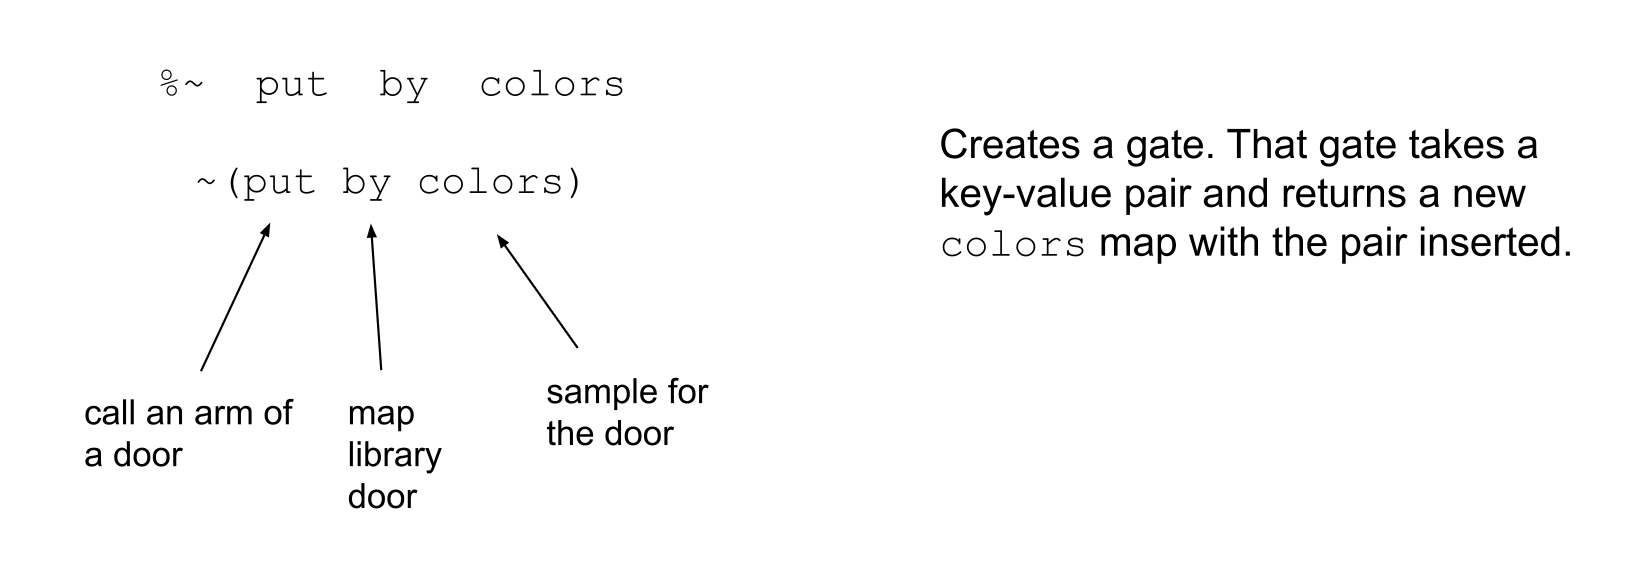 %~ put by colors
~(put by colors)
call an arm of
a door
map
library
door
sample for
the door
Creates a gate. That gate takes a
key-value pair and returns a new
colors map with the pair inserted.